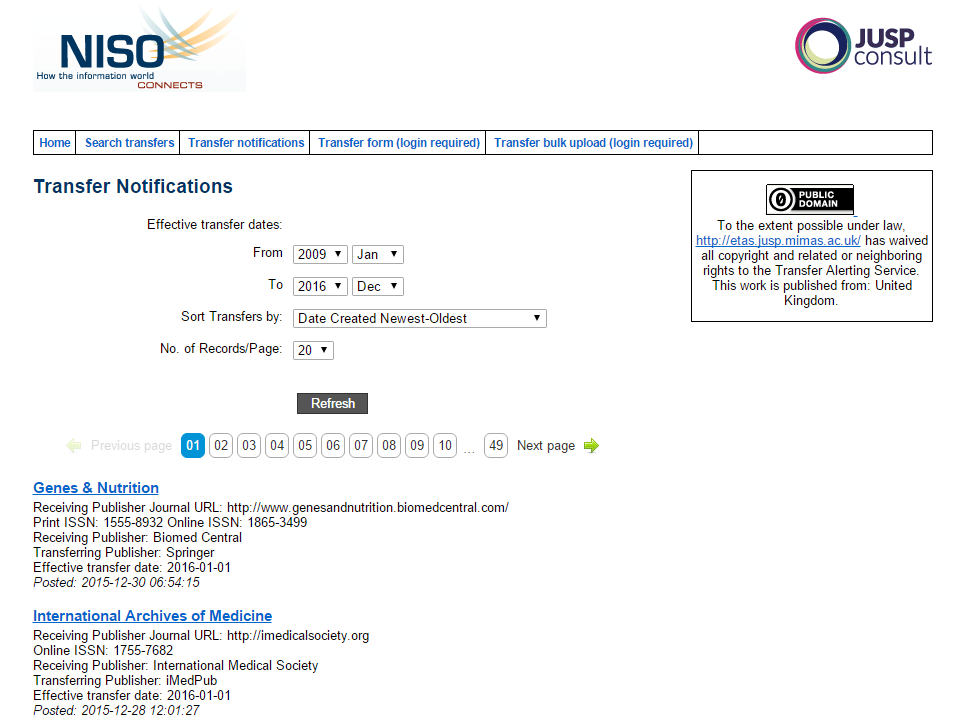 NISO
How the information world
CONNECTS
JUSP
consult
Home Search transfers Transfer notifications Transfer form (login required) Transfer bulk upload (login required)
Transfer Notifications
Effective transfer dates:
From 2009 Jan
To 2016 Dec
Sort Transfers by: Date Created Newest-Oldest
No. of Records/Page: 20
Refresh
Previous page 01 02 03 04 05 06 07 08 09 10 ... 49 Next page
PUBLIC
DOMAIN
To the extent possible under law,
http://etas.jusp.mimas.ac.uk/ has waived
all copyright and related or neighboring
rights to the Transfer Alerting Service.
This work is published from: United
Kingdom.
Genes & Nutrition
Receiving Publisher Journal URL: http://www.genesandnutrition.biomedcentral.com/
Print ISSN: 1555-8932 Online ISSN: 1865-3499
Receiving Publisher: Biomed Central
Transferring Publisher: Springer
Effective transfer date: 2016-01-01
Posted: 2015-12-30 06:54:15
International Archives of Medicine
Receiving Publisher Journal URL: http://imedicalsociety.org
Online ISSN: 1755-7682
Receiving Publisher: International Medical Society
Transferring Publisher: iMedPub
Effective transfer date: 2016-01-01
Posted: 2015-12-28 12:01:27